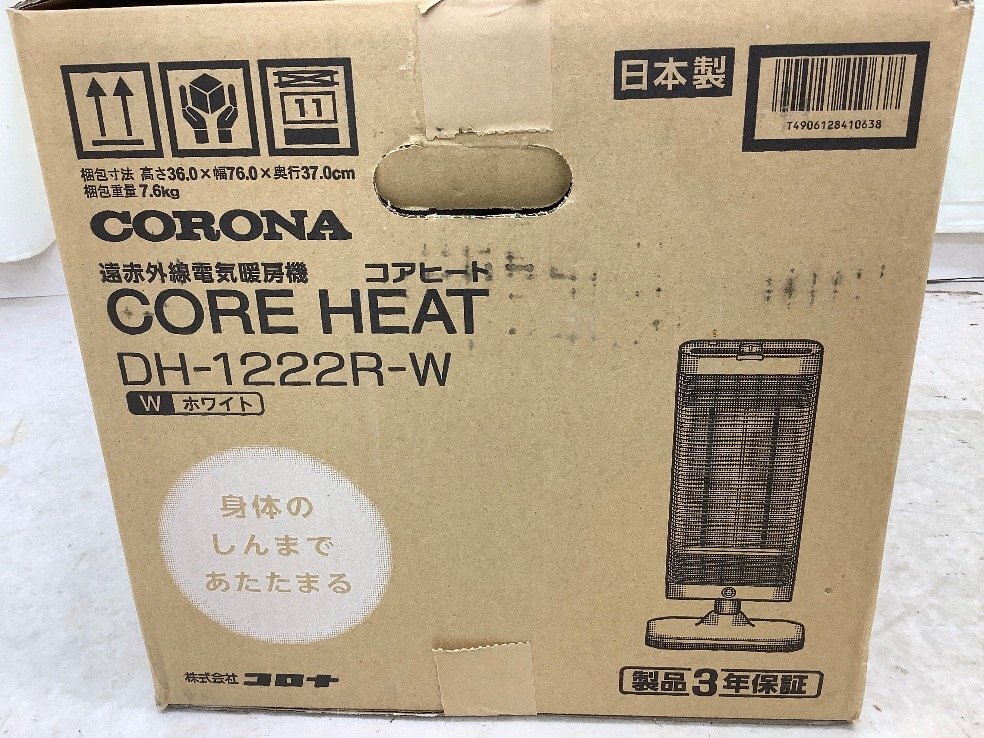 11
日本製
T4906128410638
梱包寸法 高さ36.0×幅76.0×奥行37.0cm
梱包重量7.6kg
CORONA
遠赤外線電気暖房機 コアヒート
CORE HEAT
DH-1222R-W
W ホワイト
身体の
しんまで
あたたまる
株式会社 コロナ
製品3年保証